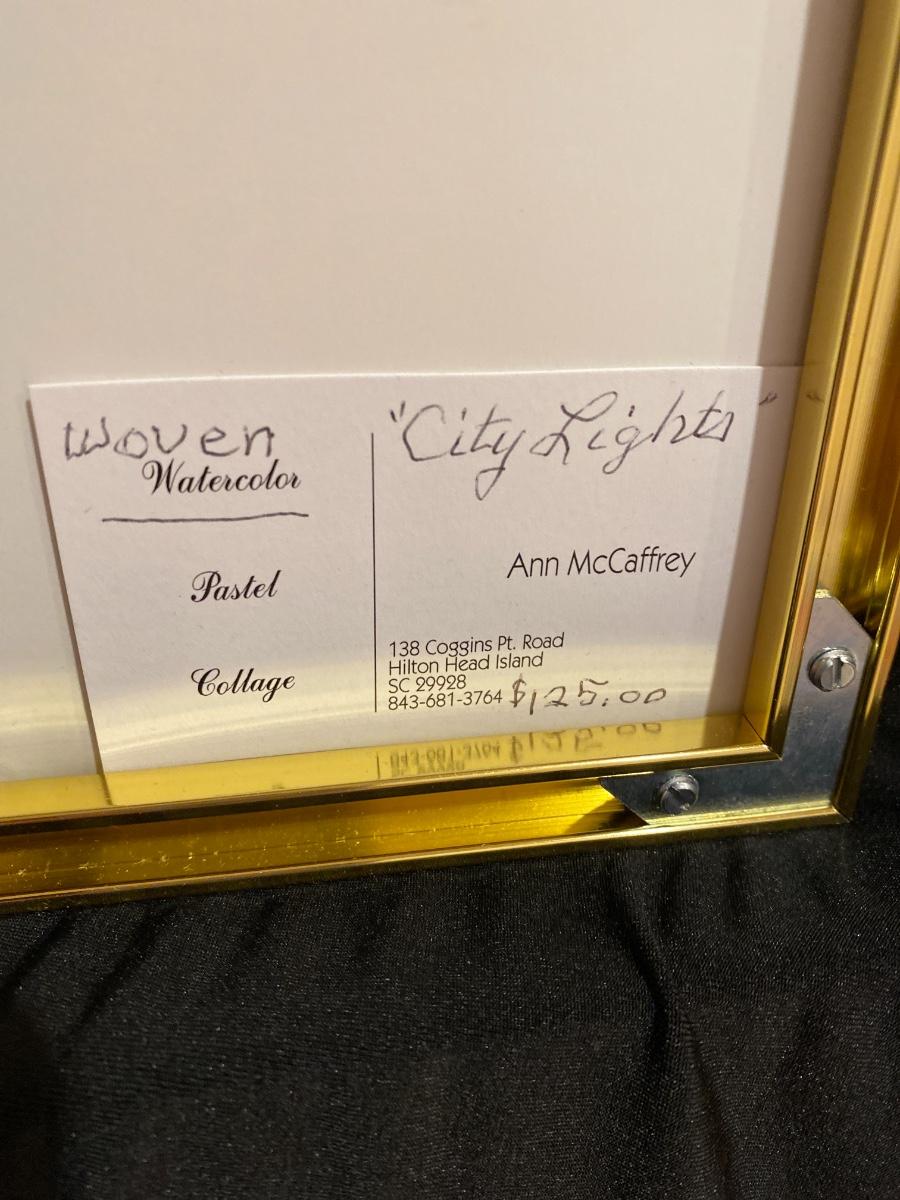 Woven
Watercolor
Pastel
Collage
"City Lights"
Ann McCaffrey
138 Coggins Pt. Road
Hilton Head Island
SC 29928
843-681-3764 $125.00